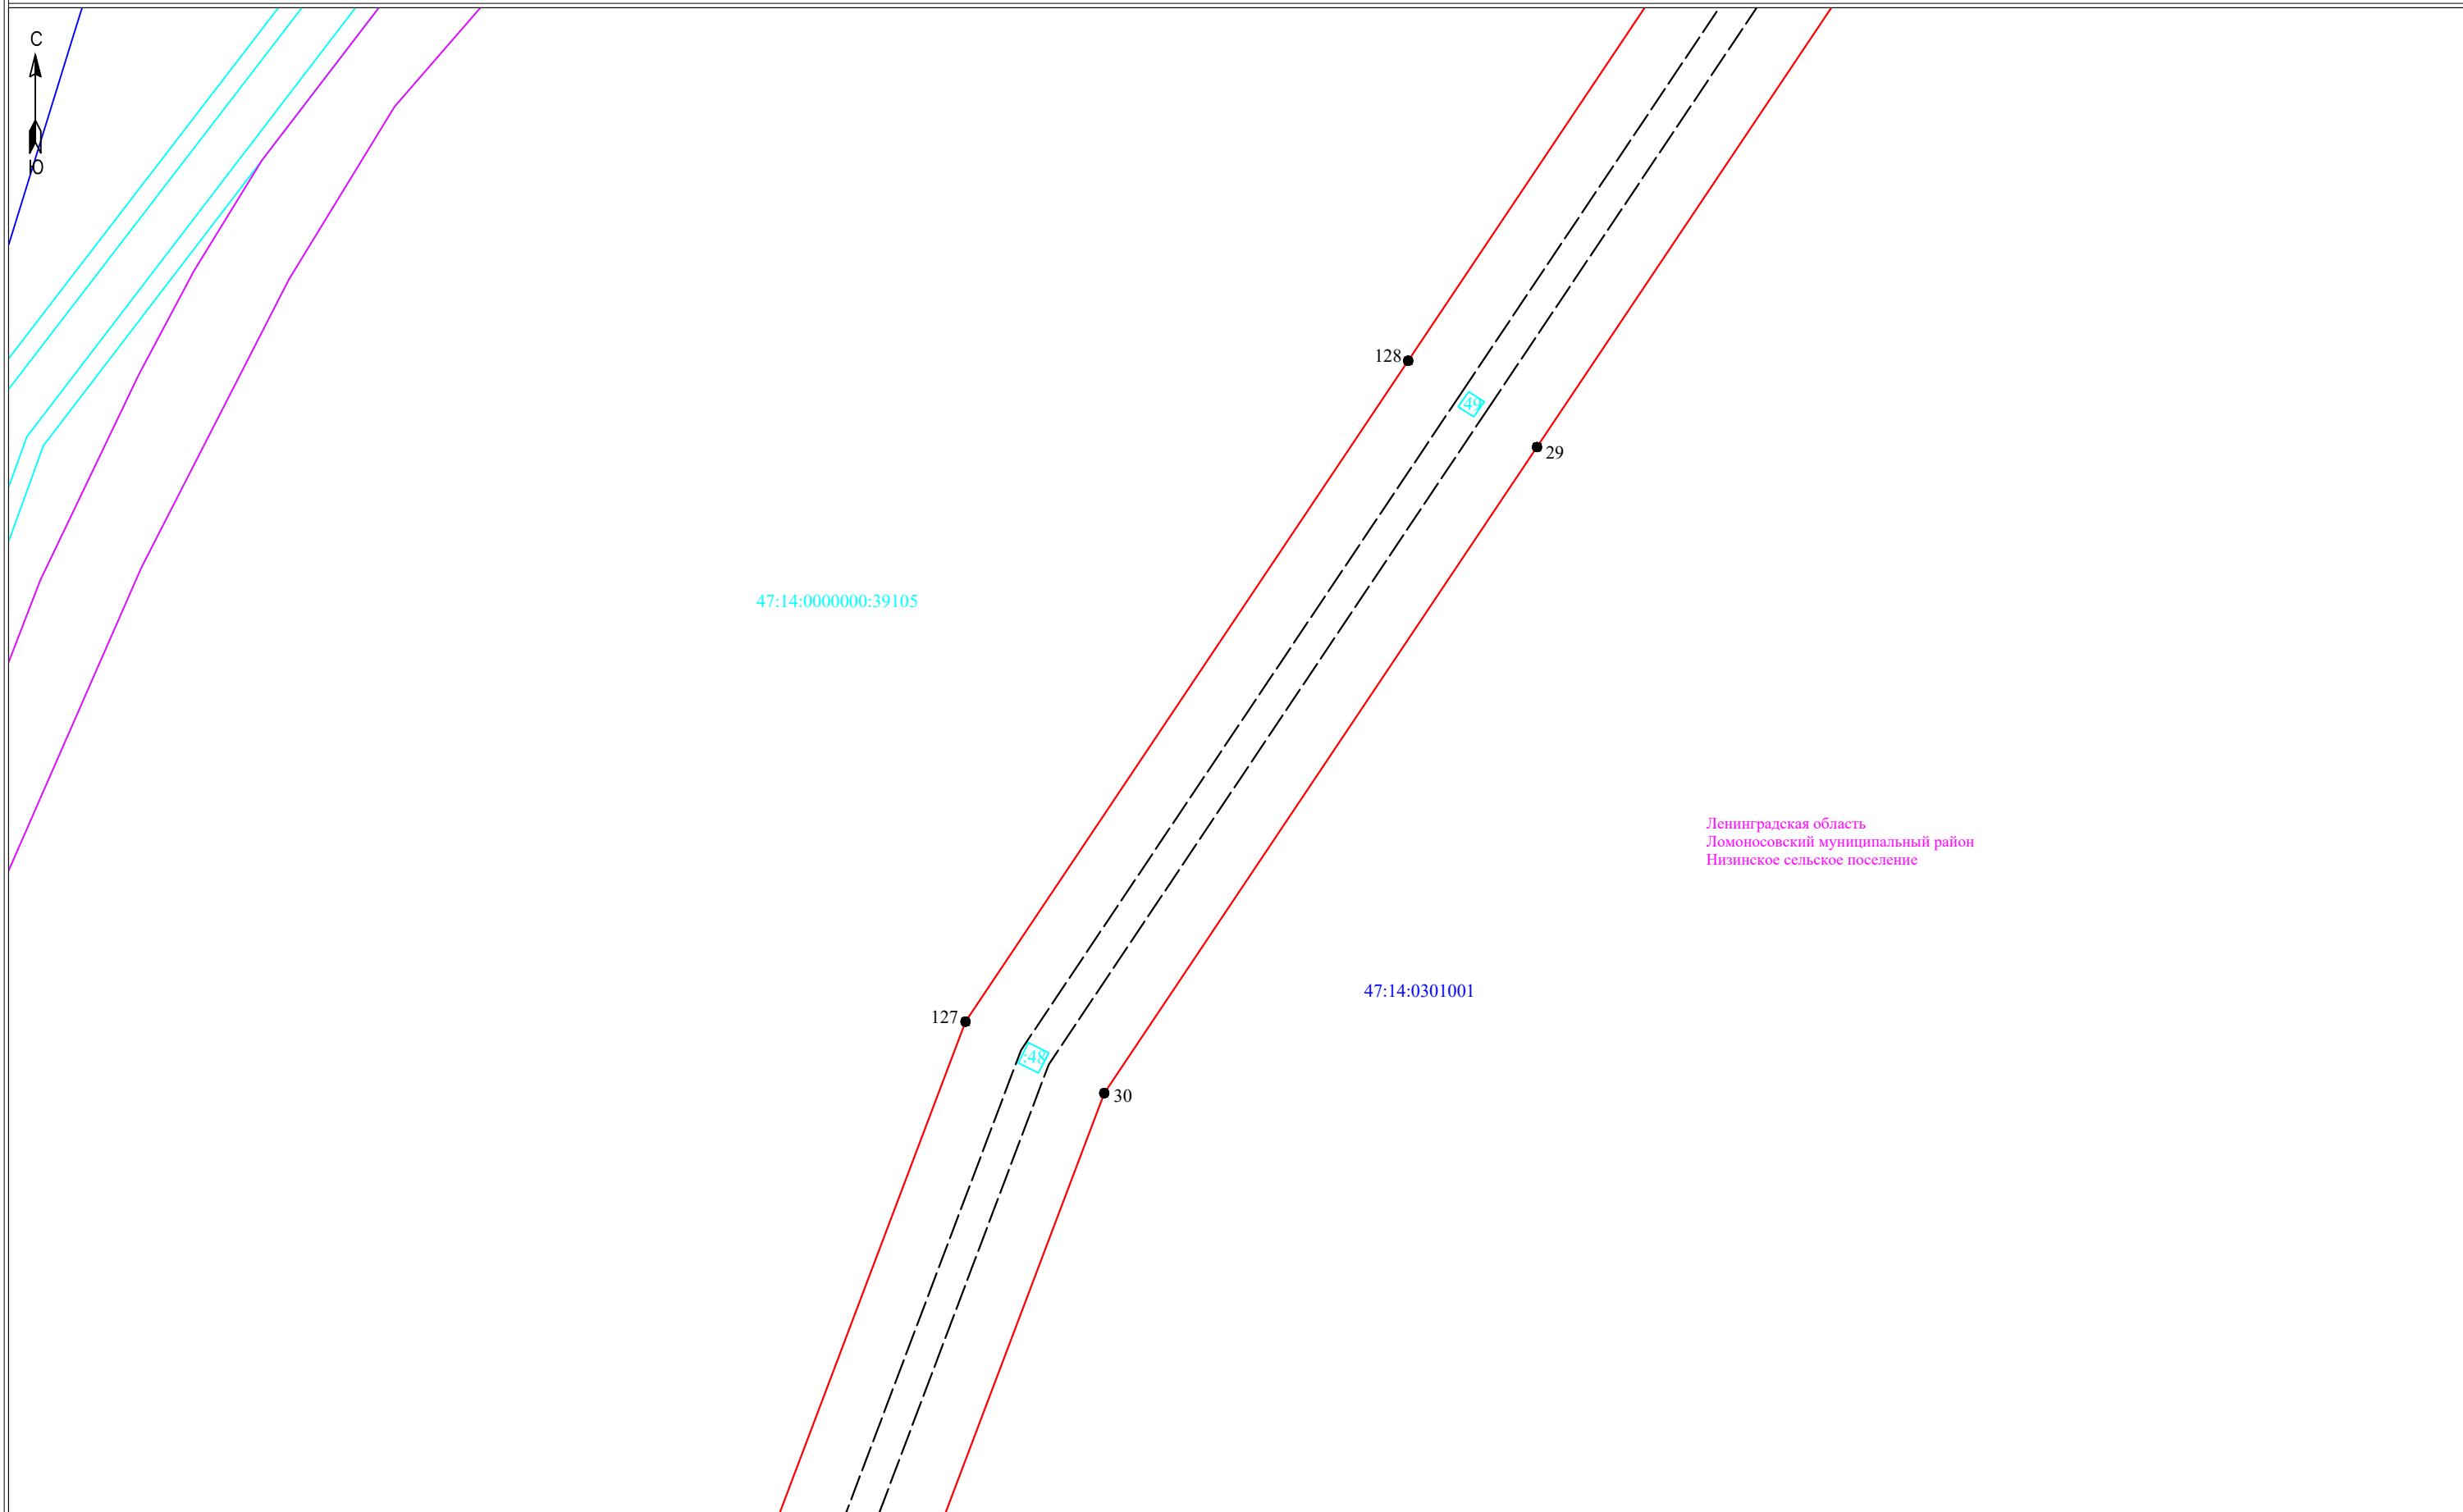 С
Ю
128
49
29
47:14:0000000:39105
Ленинградская область
Ломоносовский муниципальный район
Низинское сельское поселение
47:14:0301001
127
:48
30